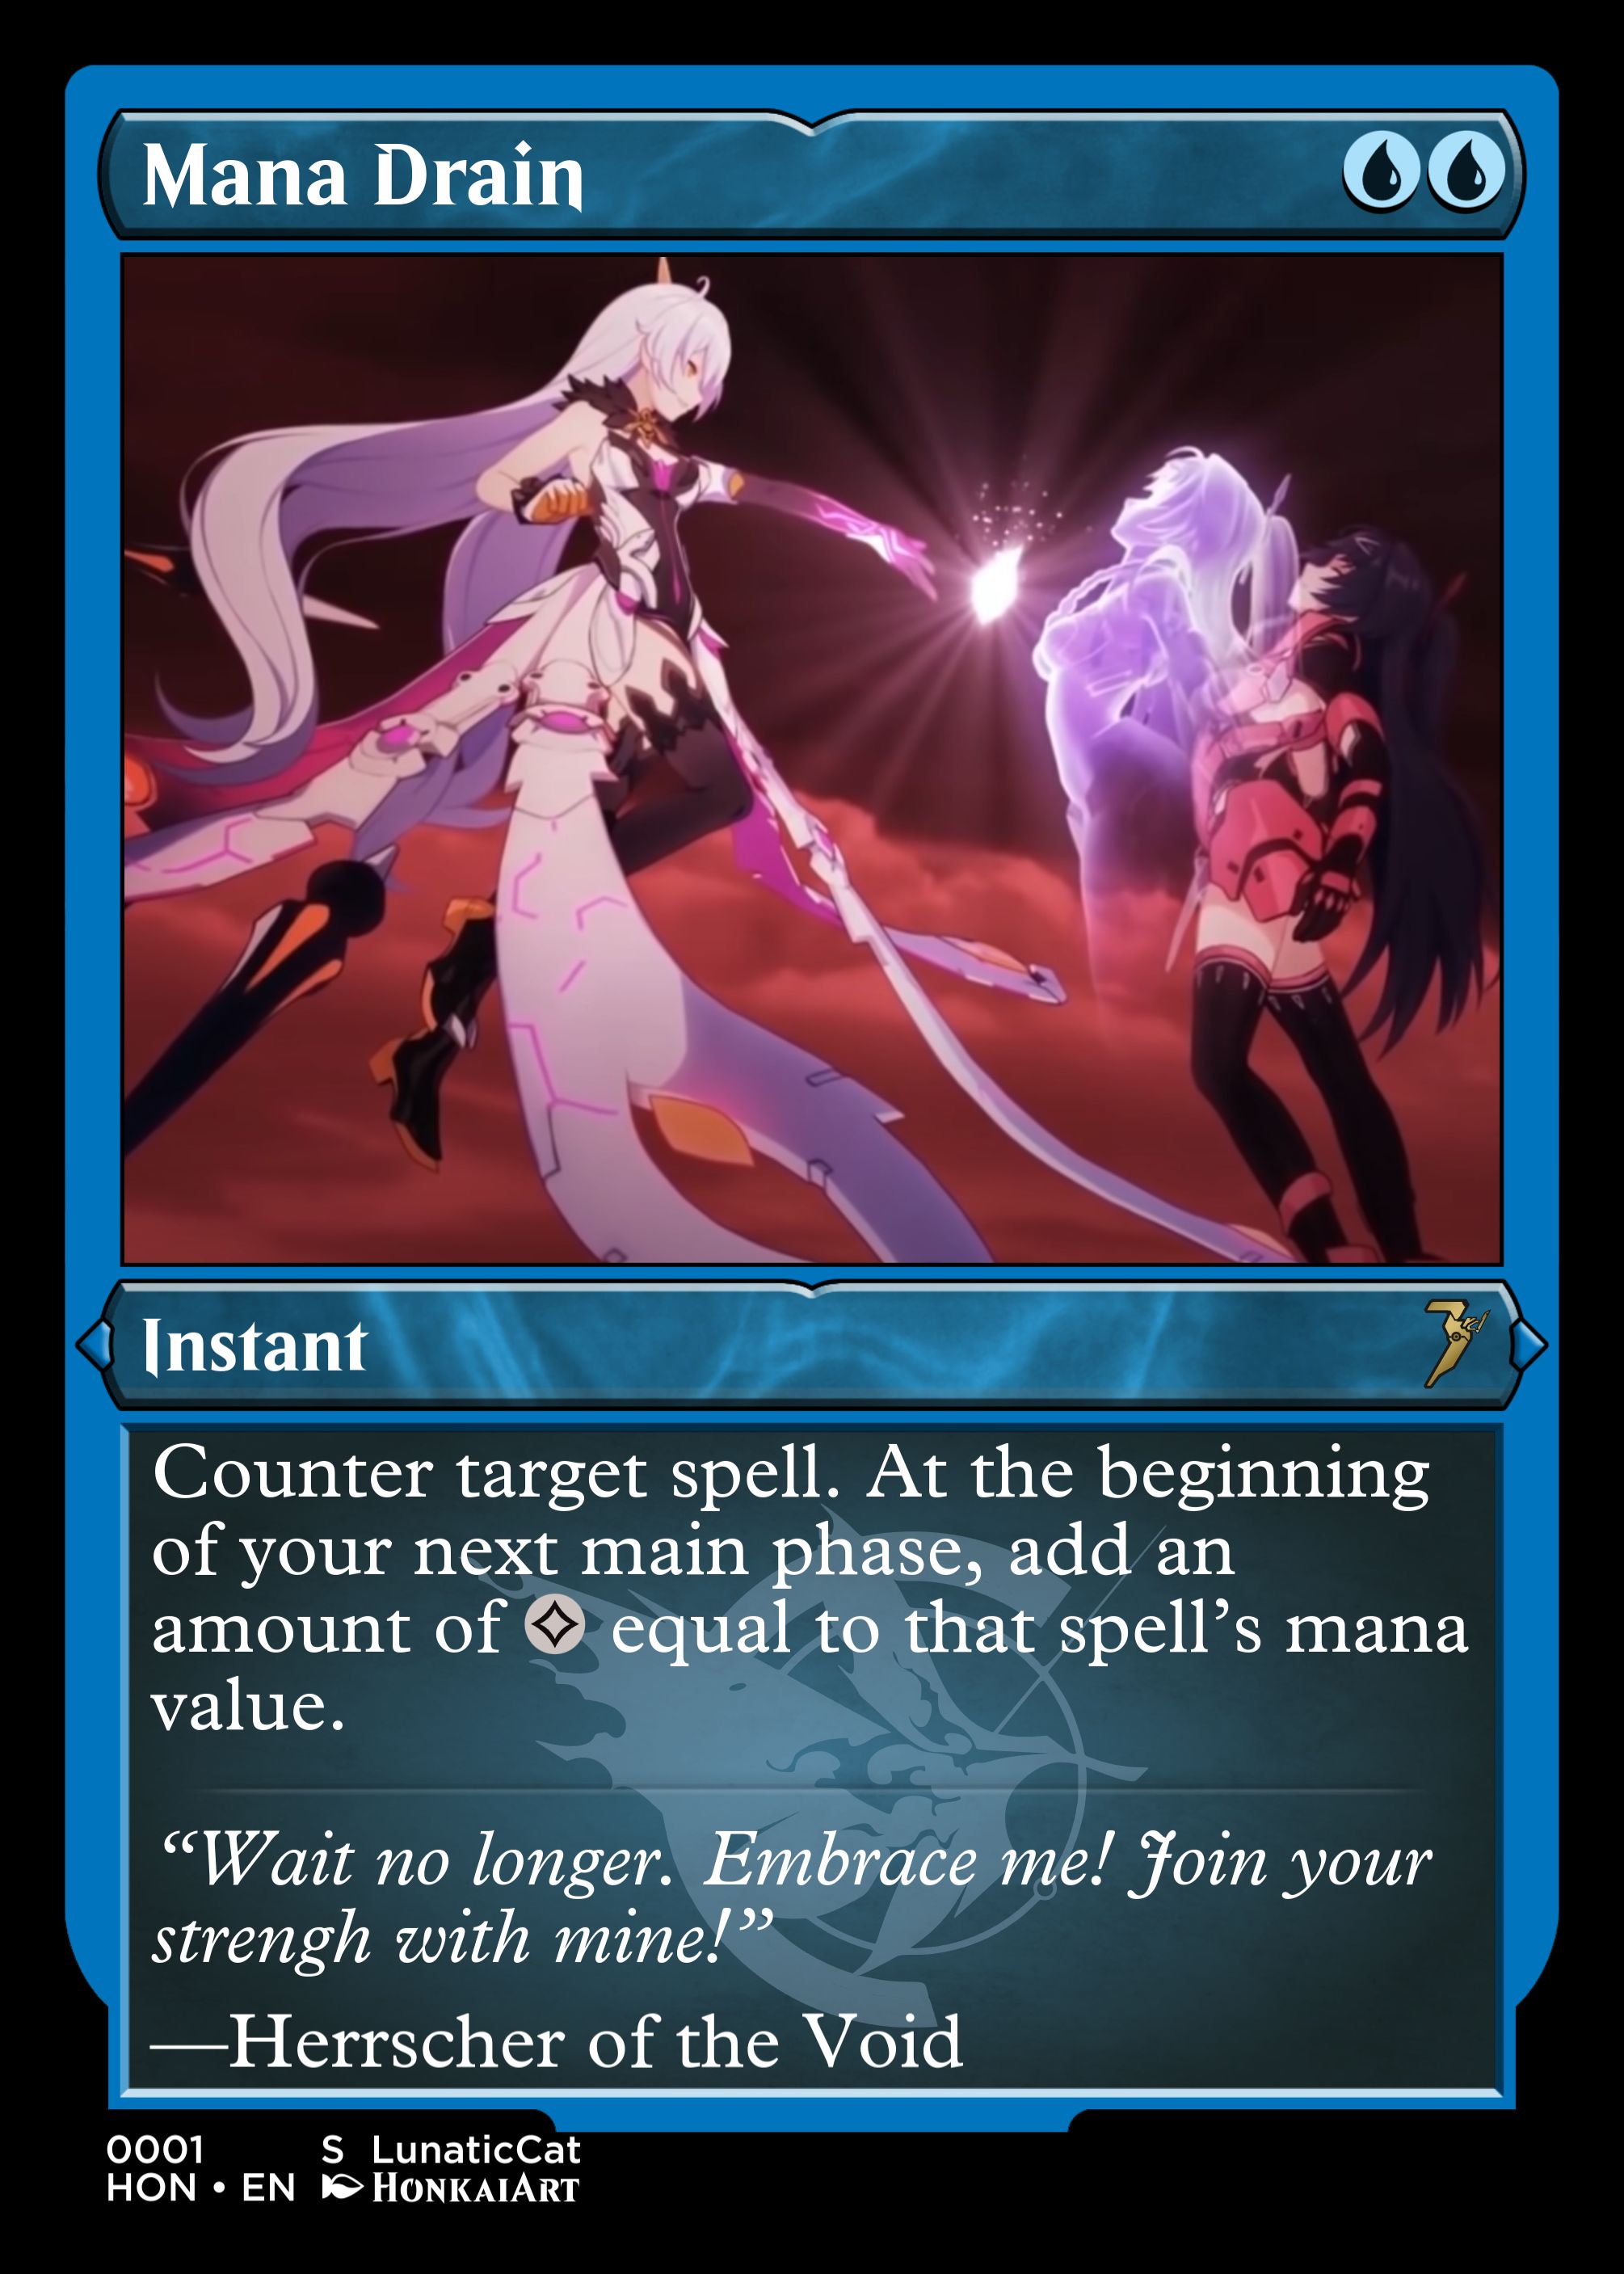 Mana Drain
Instant
Counter target spell. At the beginning
of your next main phase, add an
amount of equal to that spell’s mana
value.
“Wait no longer. Embrace me! Join your
strengh with mine!”
—Herrscher of the Void
0001 S LunaticCat
HON • EN HONKAIART